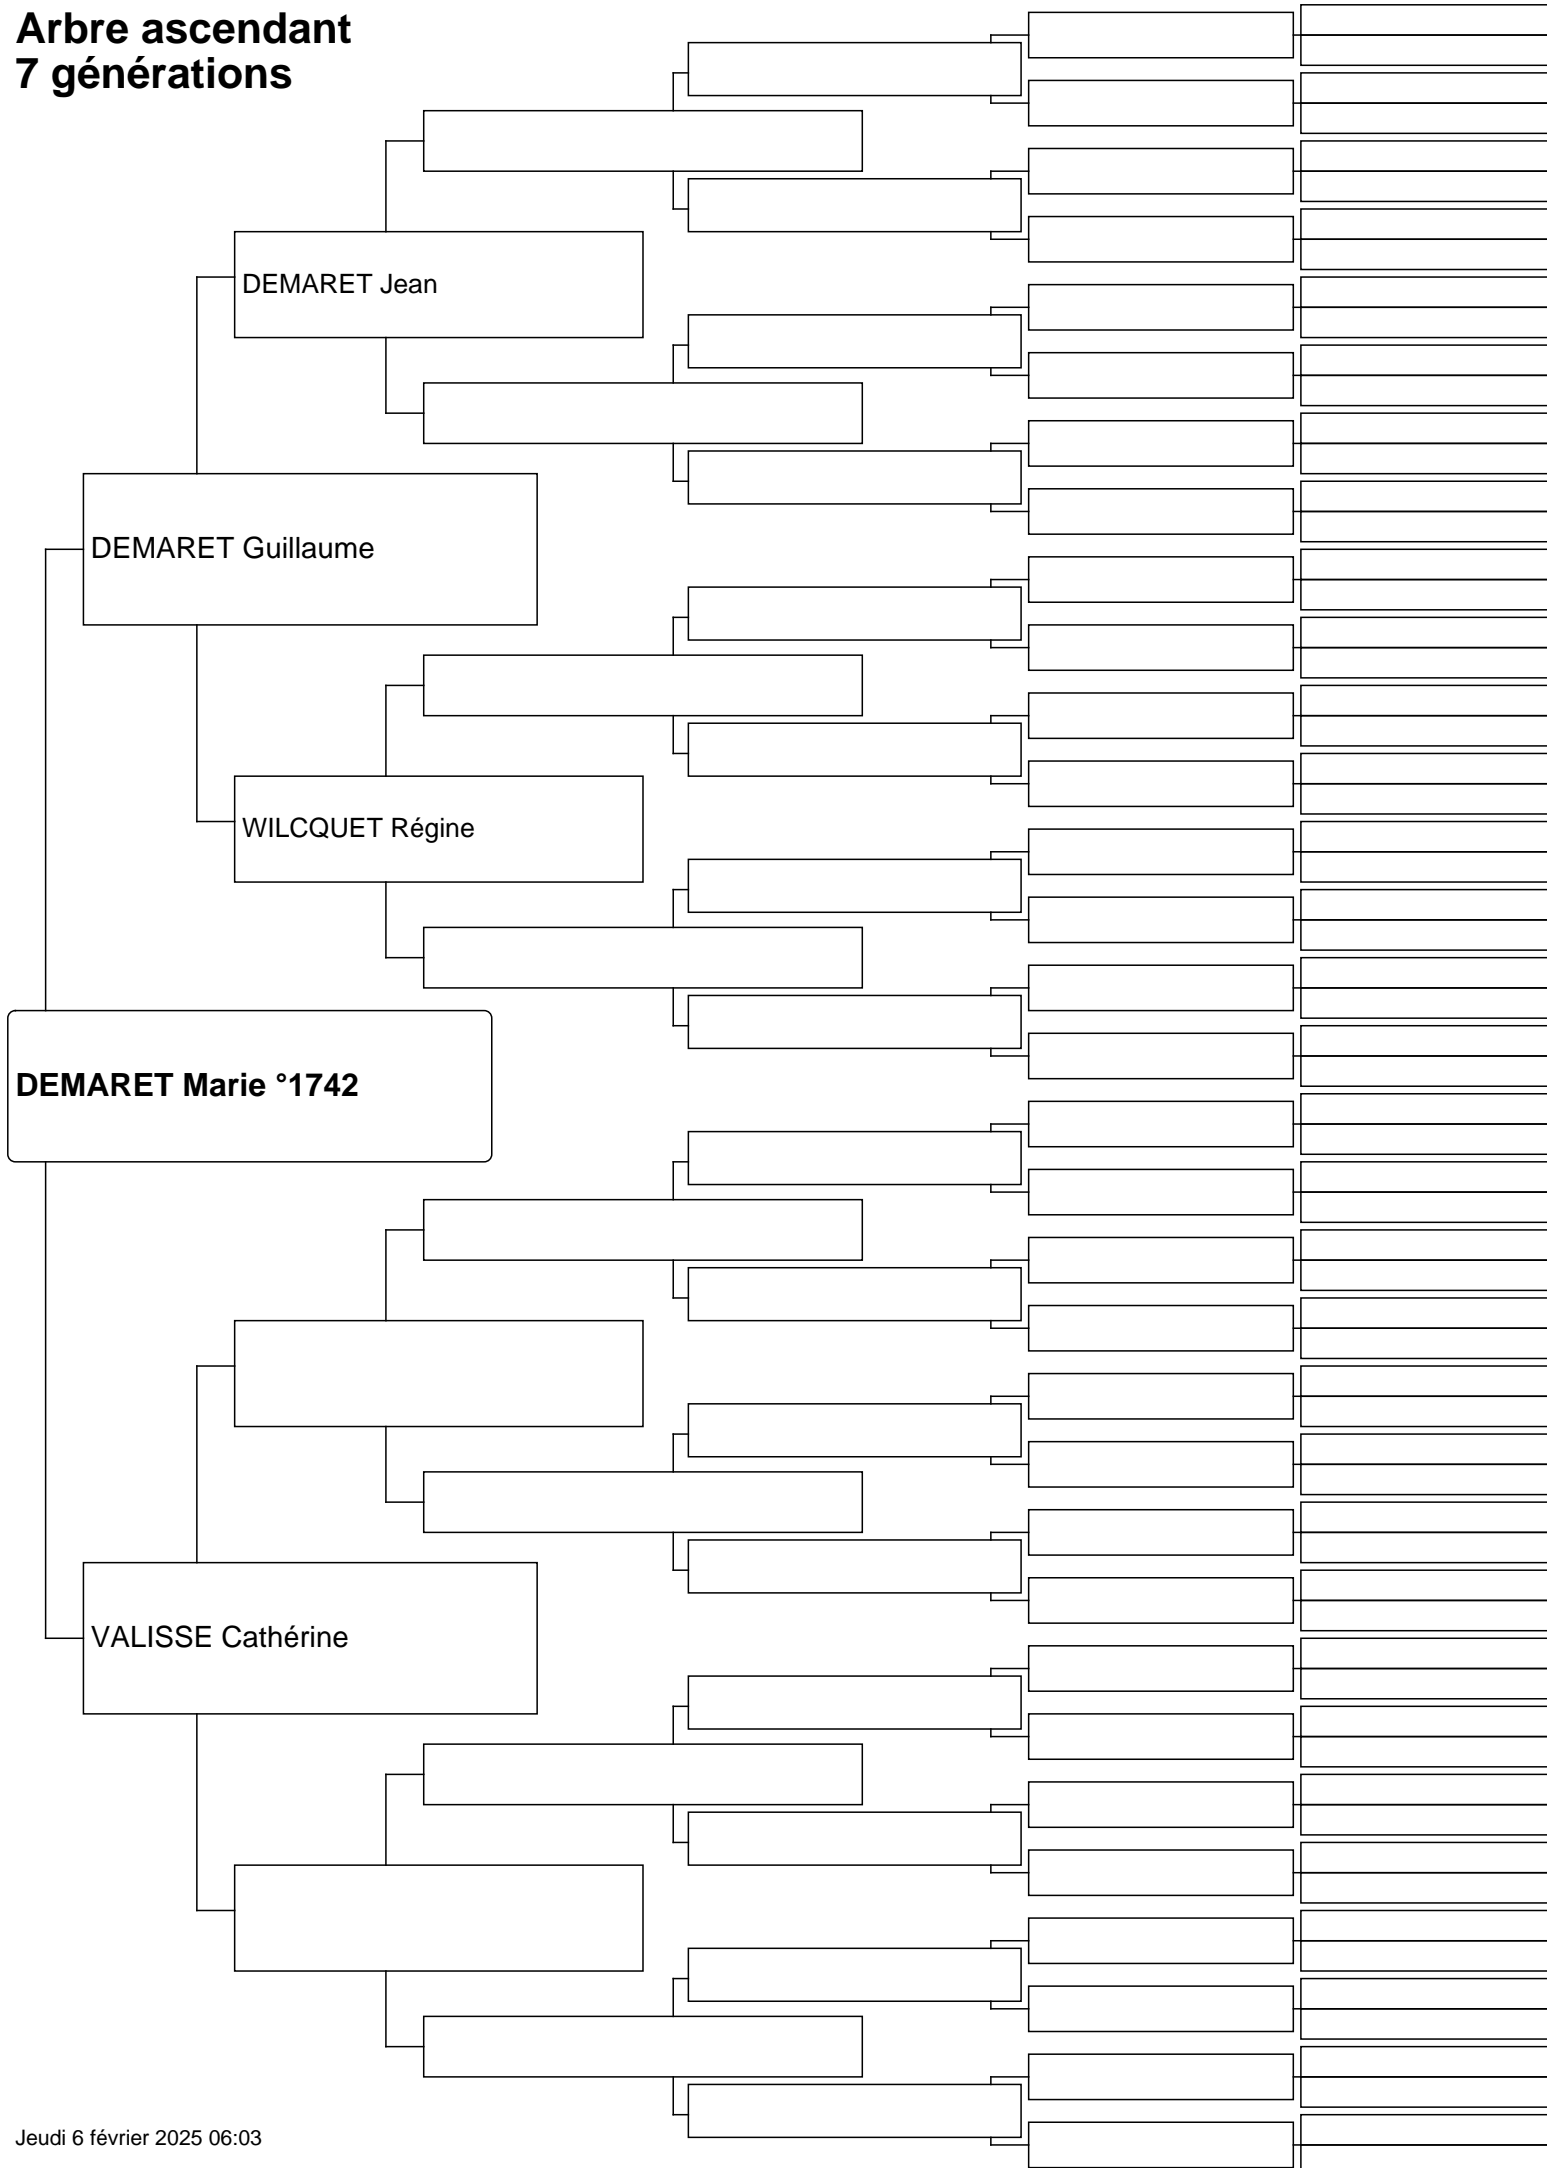 Arbre ascendant
7 générations
DEMARET Jean
DEMARET Guillaume
WILCQUET Régine
DEMARET Marie °1742
VALISSE Cathérine
Jeudi 6 février 2025 06:03